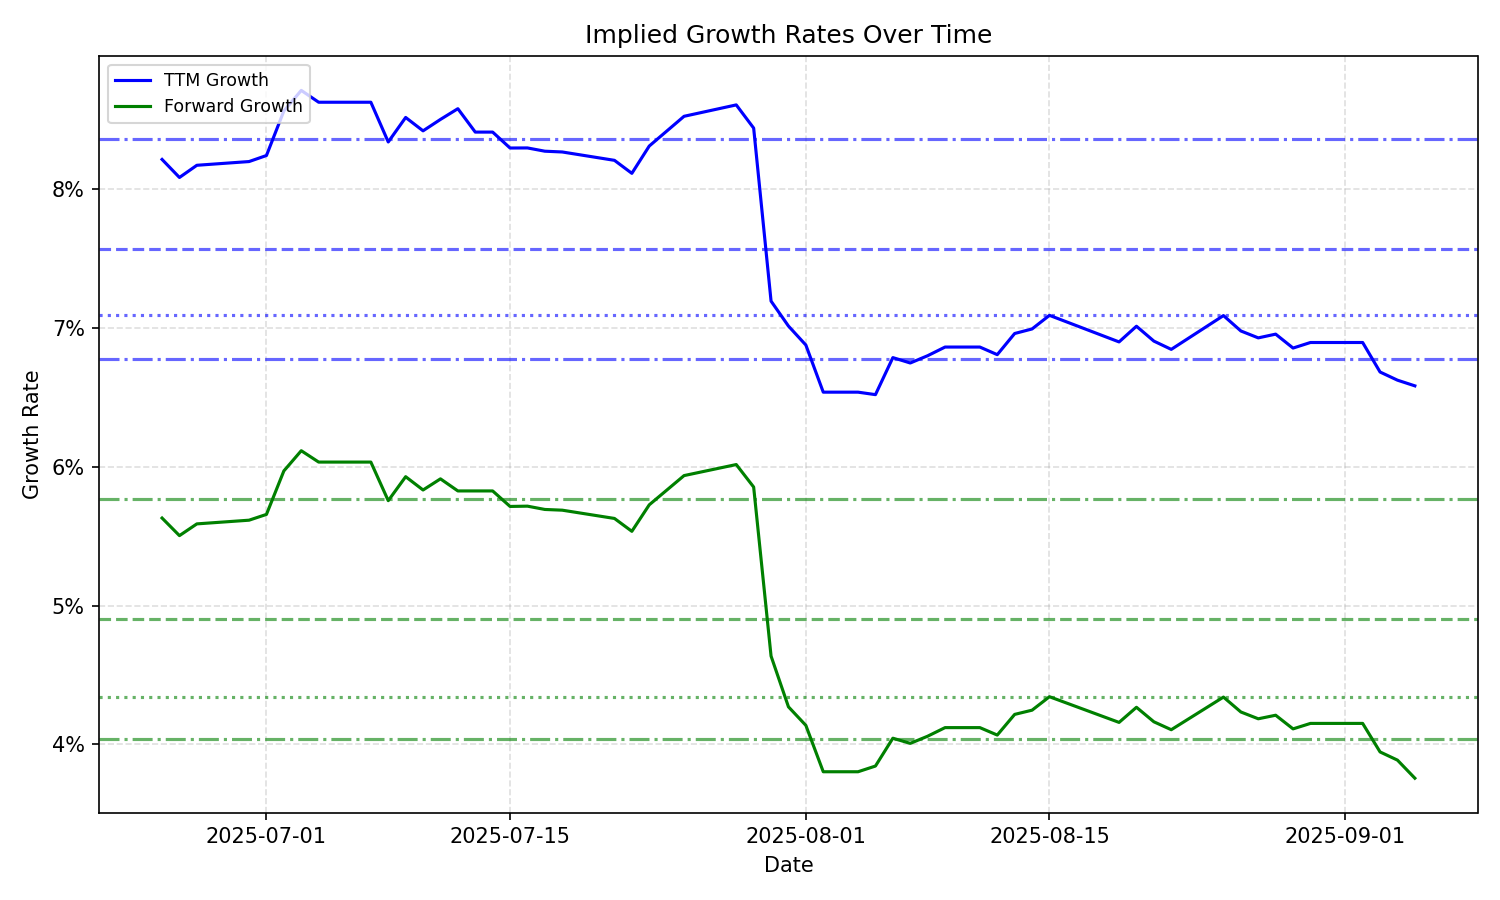 Implied Growth Rates Over Time
TTM Growth
Forward Growth
8%
7%
6%
5%
4%
Growth Rate
2025-07-01
2025-07-15
2025-08-01
2025-08-15
2025-09-01
Date